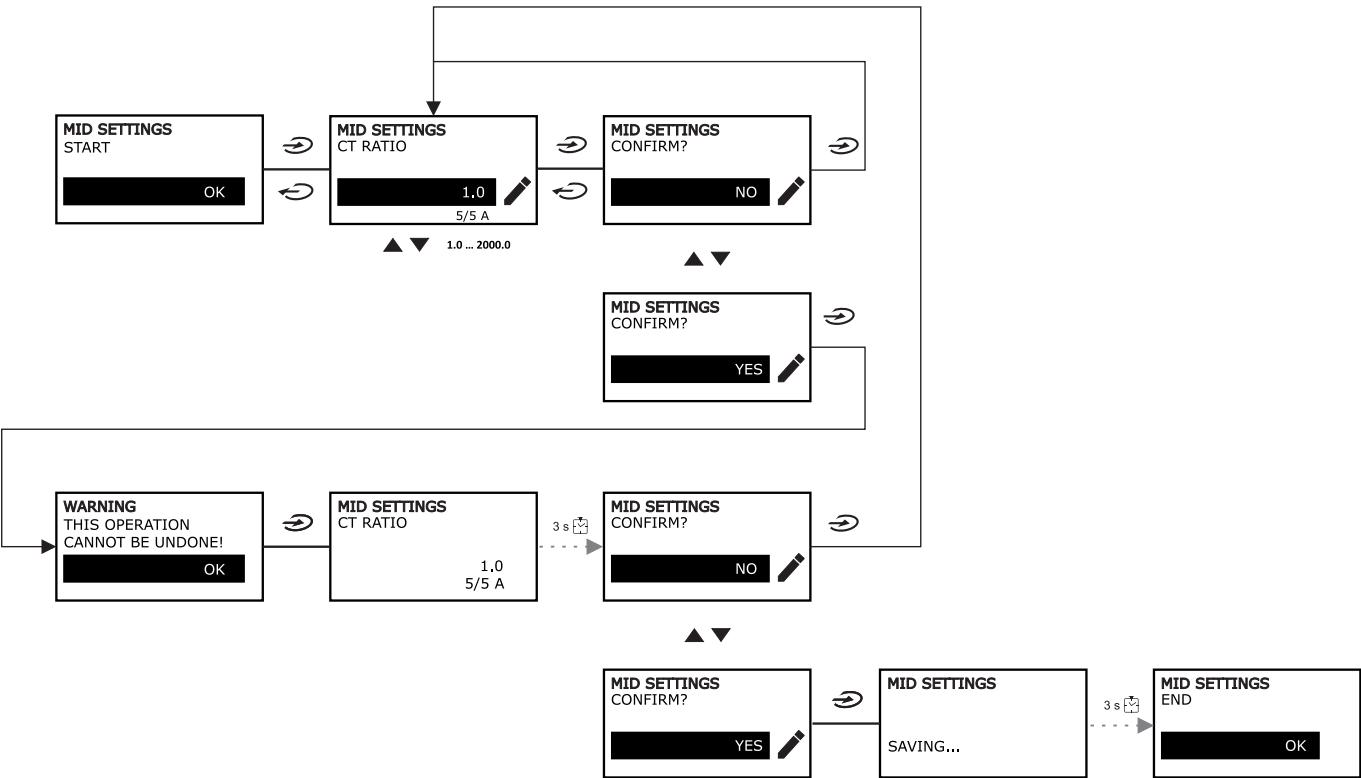 MID SETTINGS
START
OK
MID SETTINGS
CT RATIO
1.0
5/5 A
1.0 ... 2000.0
MID SETTINGS
CONFIRM?
NO
MID SETTINGS
CONFIRM?
YES
WARNING
THIS OPERATION
CANNOT BE UNDONE!
OK
MID SETTINGS
CT RATIO
1.0
5/5 A
3 s
MID SETTINGS
CONFIRM?
NO
MID SETTINGS
CONFIRM?
YES
MID SETTINGS
SAVING...
3 s
MID SETTINGS
END
OK